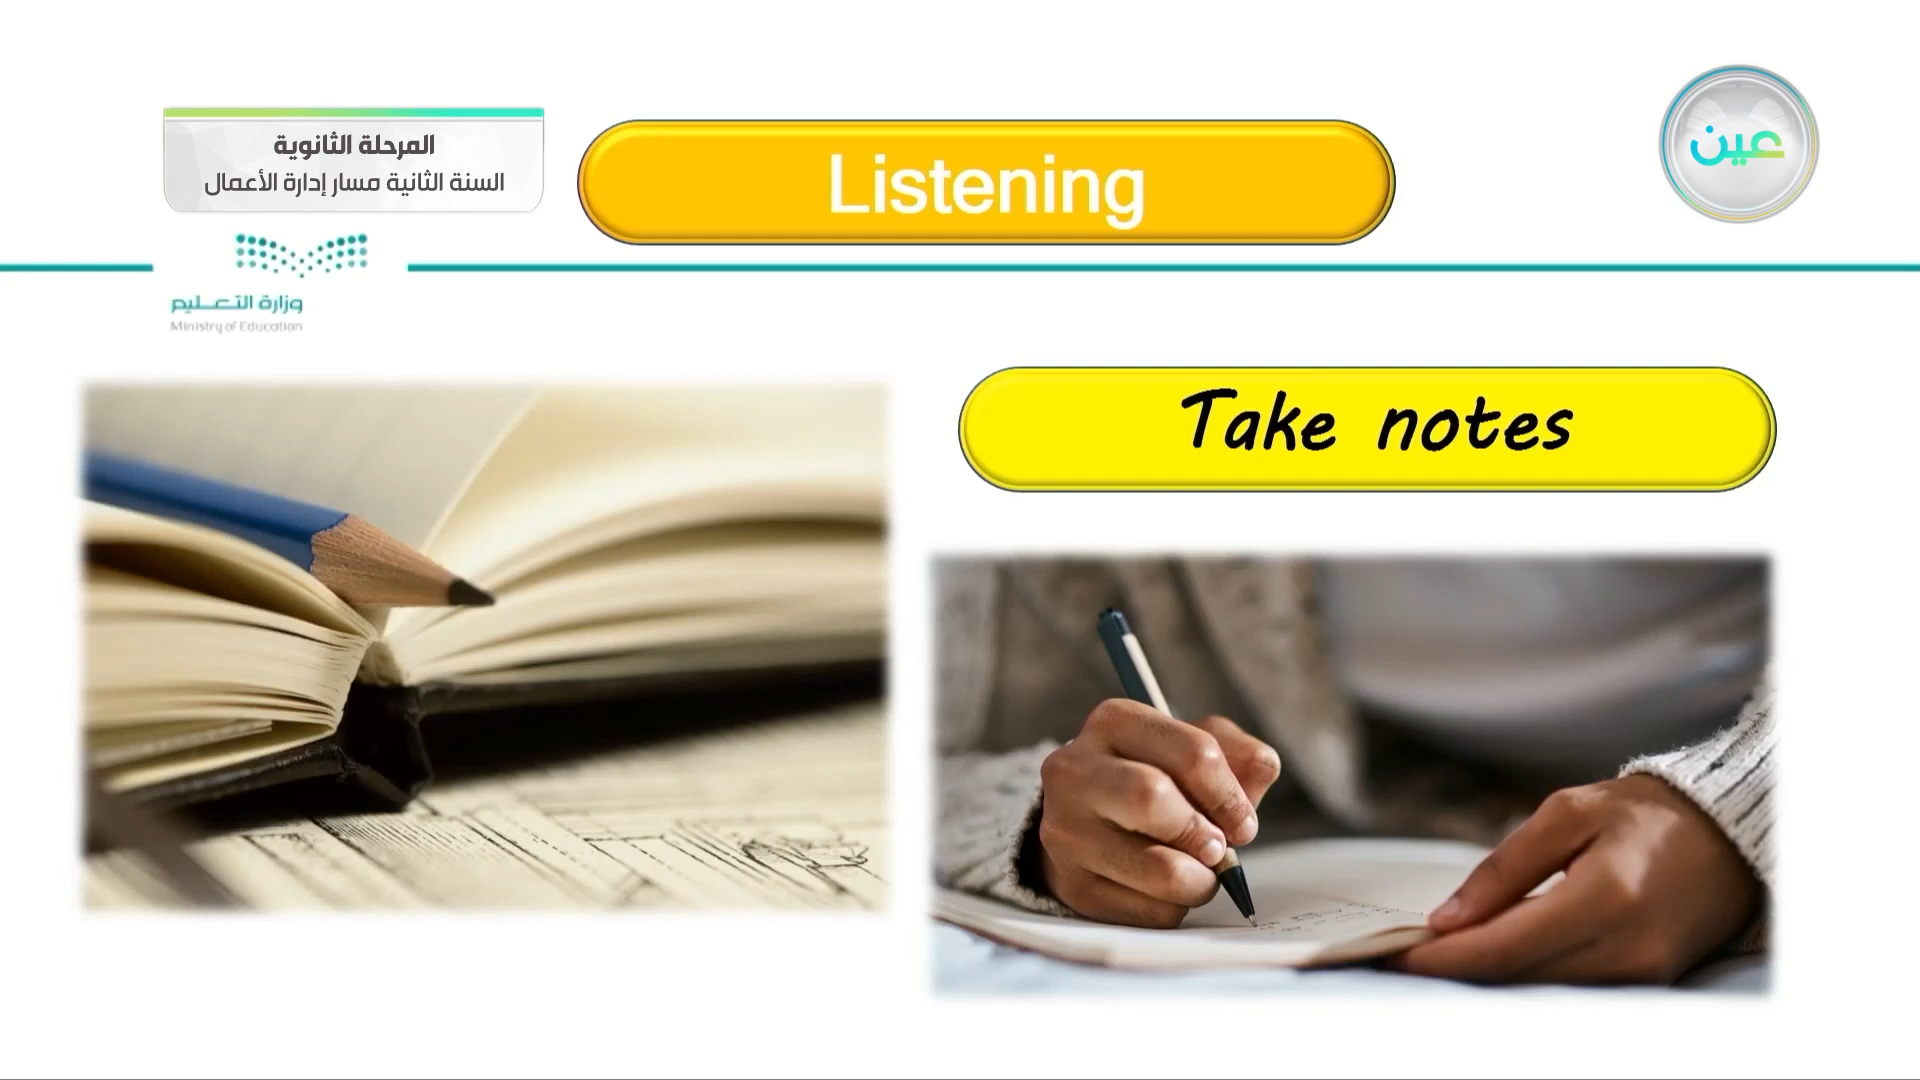 المرحلة الثانوية
السنة الثانية مسار إدارة الأعمال
Listening
عين
وزارة التعليم
Ministry of Education
Take notes